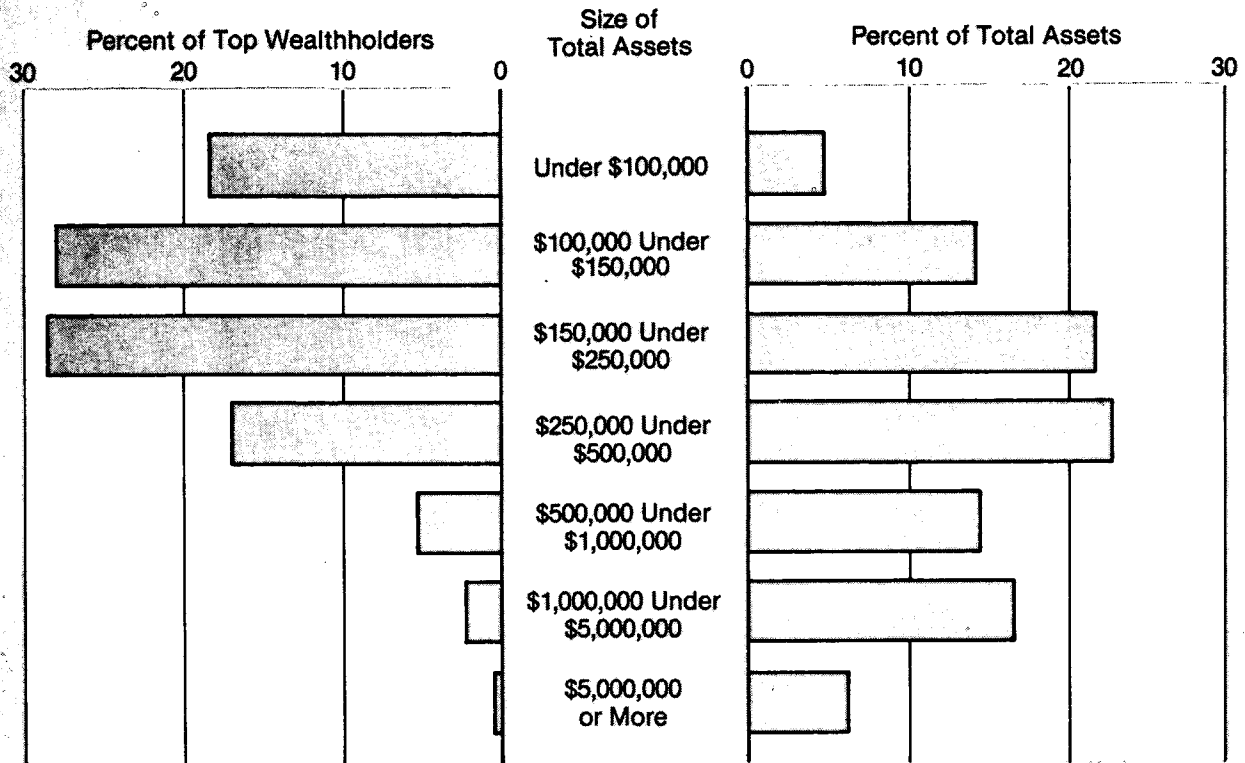 Percent of Top Wealthholders
Size of
Total Assets
Percent of Total Assets
30 20 10 0
0 10 20 30
Under $100,000
$100,000 Under
$150,000
$150,000 Under
$250,000
$250,000 Under
$500,000
$500,000 Under
$1,000,000
$1,000,000 Under
$5,000,000
$5,000,000
or More